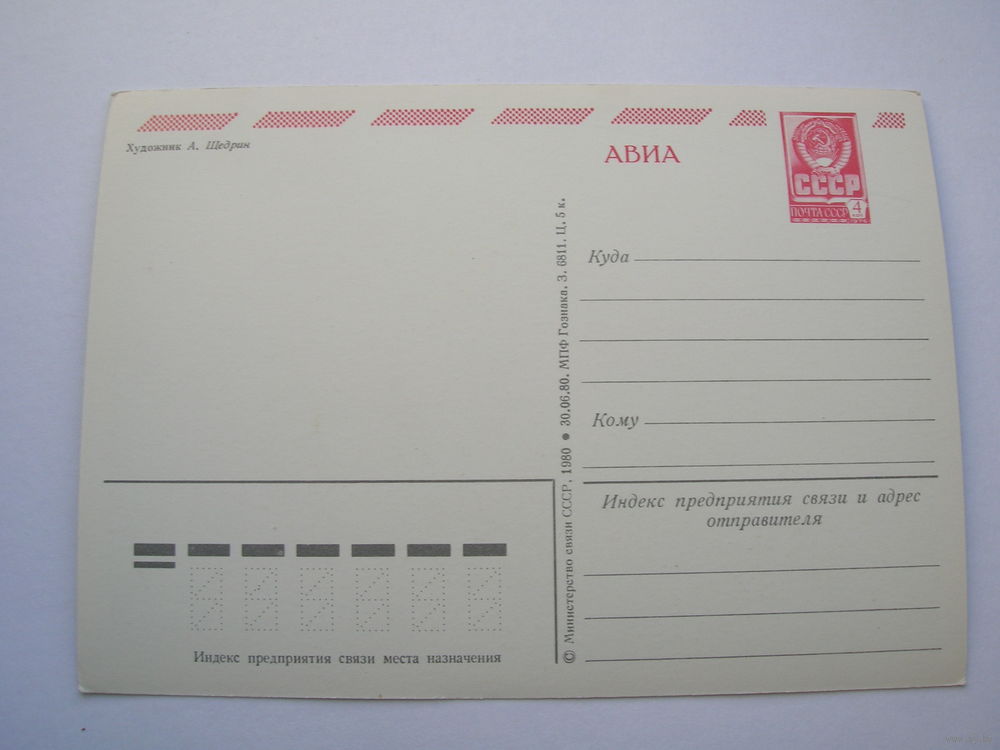 Художник А. Щедрин
АВИА
СССР
ПОЧТА СССР
4
Куда
Кому
© Министерство связи СССР, 1980 ● 30.06.80. МПФ Гознака. З. 6811. Ц. 5 к.
Индекс предприятия связи и адрес
отправителя
Индекс предприятия связи места назначения